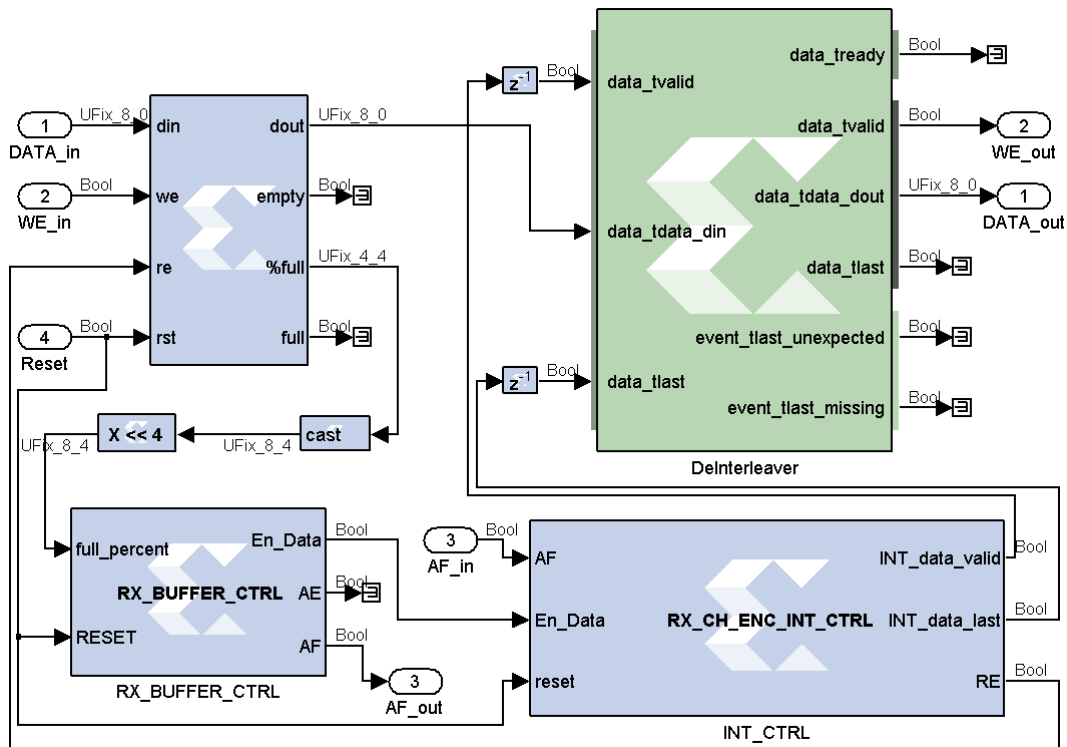 Bool
data_tready
Bool
z-1
data_tvalid
UFix_8_0
din
dout
UFix_8_0
data_tvalid
Bool
1
2
DATA_in
WE_out
Bool
we
empty
Bool
data_tdata_dout
UFix_8_0
2
1
WE_in
DATA_out
data_tdata_din
re
%full
UFix_4_4
data_tlast
Bool
Bool
4
rst
full
Bool
event_tlast_unexpected
Bool
Reset
Bool
z-1
data_tlast
event_tlast_missing
Bool
X << 4
cast
UFix_8_4
UFix_8_4
DeInterleaver
full_percent
En_Data
Bool
3
Bool
AF_in
AF
INT_data_valid
Bool
RX_BUFFER_CTRL
AE
Bool
En_Data
RX_CH_ENC_INT_CTRL
INT_data_last
Bool
RESET
AF
Bool
3
AF_out
reset
RE
Bool
RX_BUFFER_CTRL
INT_CTRL